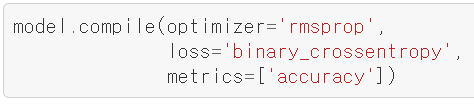 model.compile(optimizer='rmsprop',
              loss='binary_crossentropy',
              metrics=['accuracy'])